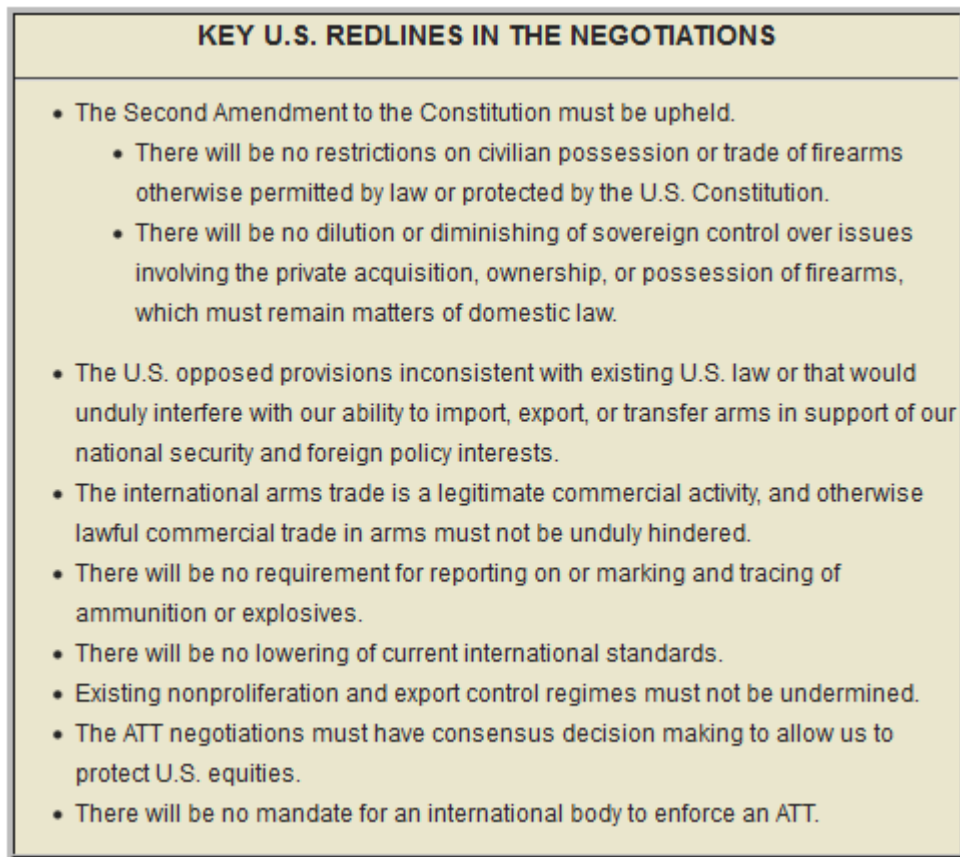 KEY U.S. REDLINES IN THE NEGOTIATIONS
• The Second Amendment to the Constitution must be upheld.
• There will be no restrictions on civilian possession or trade of firearms
otherwise permitted by law or protected by the U.S. Constitution.
• There will be no dilution or diminishing of sovereign control over issues
involving the private acquisition, ownership, or possession of firearms,
which must remain matters of domestic law.
• The U.S. opposed provisions inconsistent with existing U.S. law or that would
unduly interfere with our ability to import, export, or transfer arms in support of our
national security and foreign policy interests.
• The international arms trade is a legitimate commercial activity, and otherwise
lawful commercial trade in arms must not be unduly hindered.
• There will be no requirement for reporting on or marking and tracing of
ammunition or explosives.
• There will be no lowering of current international standards.
• Existing nonproliferation and export control regimes must not be undermined.
• The ATT negotiations must have consensus decision making to allow us to
protect U.S. equities.
• There will be no mandate for an international body to enforce an ATT.